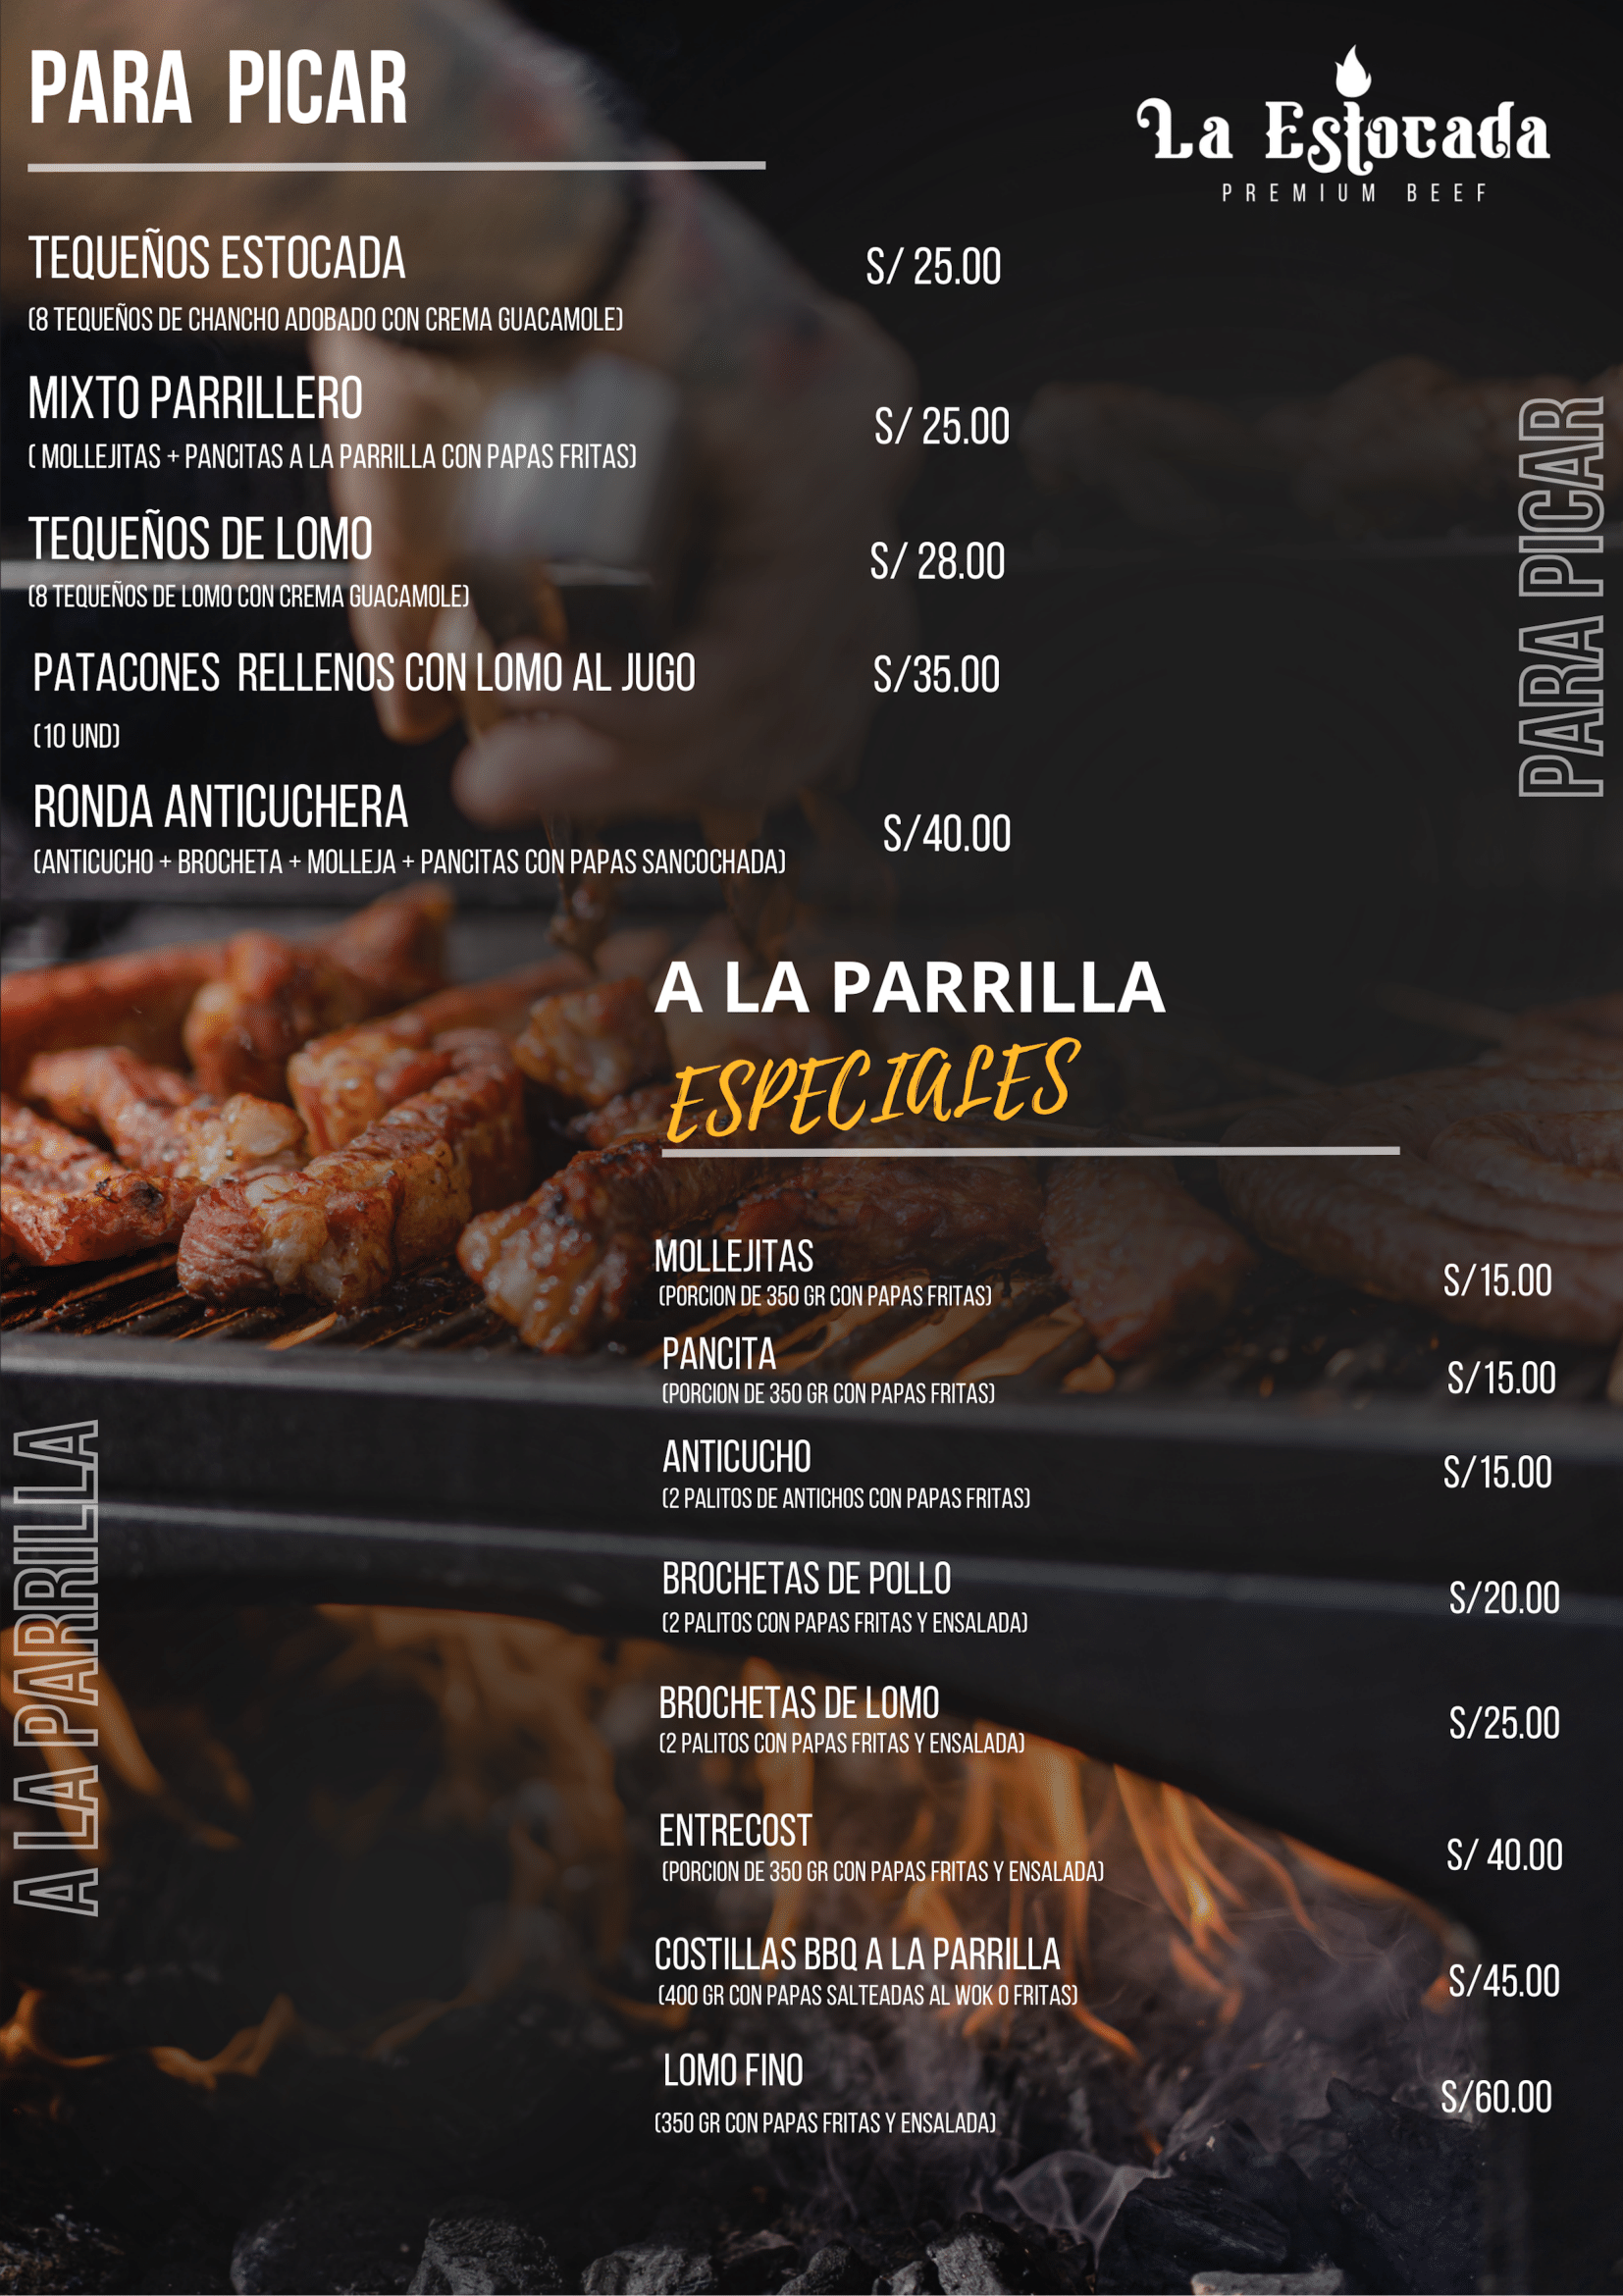 PARA PICAR
La Estocada
PREMIUM BEEF
TEQUEÑOS ESTOCADA
S/ 25.00
(8 TEQUEÑOS DE CHANCHO ADOBADO CON CREMA GUACAMOLE)
MIXTO PARRILLERO
S/ 25.00
( MOLLEJITAS + PANCITAS A LA PARRILLA CON PAPAS FRITAS)
TEQUEÑOS DE LOMO
S/ 28.00
(8 TEQUEÑOS DE LOMO CON CREMA GUACAMOLE)
PATACONES RELLENOS CON LOMO AL JUGO
S/35.00
(10 UND)
RONDA ANTICUCHERA
S/40.00
(ANTICUCHO + BROCHETA + MOLLEJA + PANCITAS CON PAPAS SANCOCHADA)
PARA PICAR
A LA PARRILLA
ESPECIALES
MOLLEJITAS
S/15.00
(PORCION DE 350 GR CON PAPAS FRITAS)
PANCITA
S/15.00
(PORCION DE 350 GR CON PAPAS FRITAS)
ANTICUCHO
S/15.00
(2 PALITOS DE ANTICHOS CON PAPAS FRITAS)
BROCHETAS DE POLLO
S/20.00
(2 PALITOS CON PAPAS FRITAS Y ENSALADA)
BROCHETAS DE LOMO
S/25.00
(2 PALITOS CON PAPAS FRITAS Y ENSALADA)
ENTRECOST
S/ 40.00
(PORCION DE 350 GR CON PAPAS FRITAS Y ENSALADA)
COSTILLAS BBQ A LA PARRILLA
S/45.00
(400 GR CON PAPAS SALTEADAS AL WOK O FRITAS)
LOMO FINO
S/60.00
(350 GR CON PAPAS FRITAS Y ENSALADA)
A LA PARRILLA